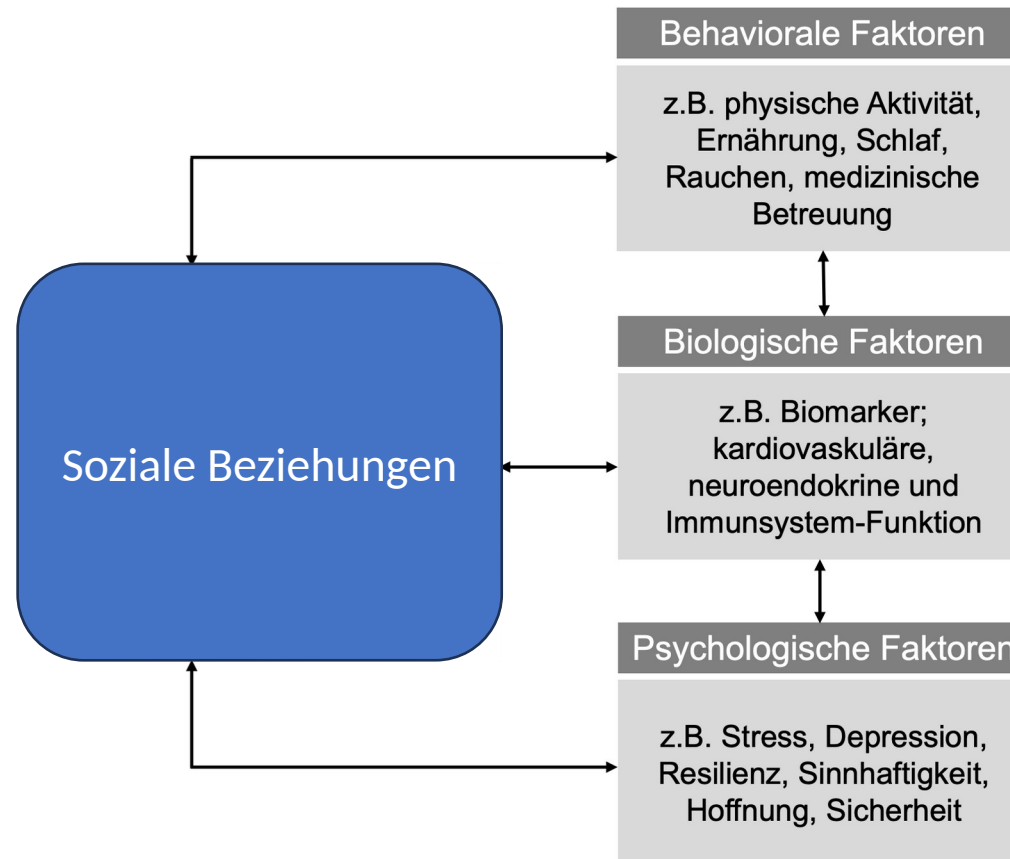 Behaviorale Faktoren
z.B. physische Aktivität,
Ernährung, Schlaf,
Rauchen, medizinische
Betreuung
Soziale Beziehungen
Biologische Faktoren
z.B. Biomarker;
kardiovaskuläre,
neuroendokrine und
Immunsystem-Funktion
Psychologische Faktoren
z.B. Stress, Depression,
Resilienz, Sinnhaftigkeit,
Hoffnung, Sicherheit